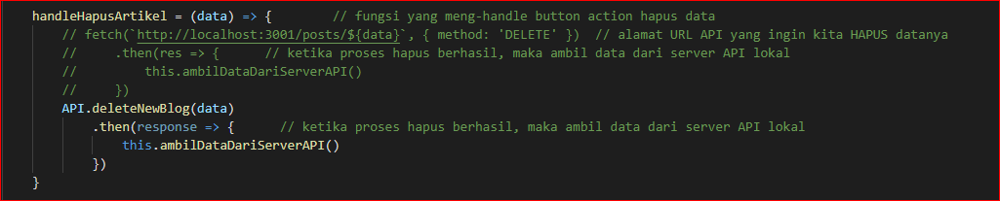 handleHapusArtikel = (data) => {        // fungsi yang meng-handle button action hapus data
// fetch(`http://localhost:3001/posts/${data}`, { method: 'DELETE' })  // alamat URL API yang ingin kita HAPUS datanya
//     .then(res => {      // ketika proses hapus berhasil, maka ambil data dari server API lokal
//         this.ambilDataDariServerAPI()
//     })
API.deleteNewBlog(data)
.then(response => {      // ketika proses hapus berhasil, maka ambil data dari server API lokal
this.ambilDataDariServerAPI()
})
}